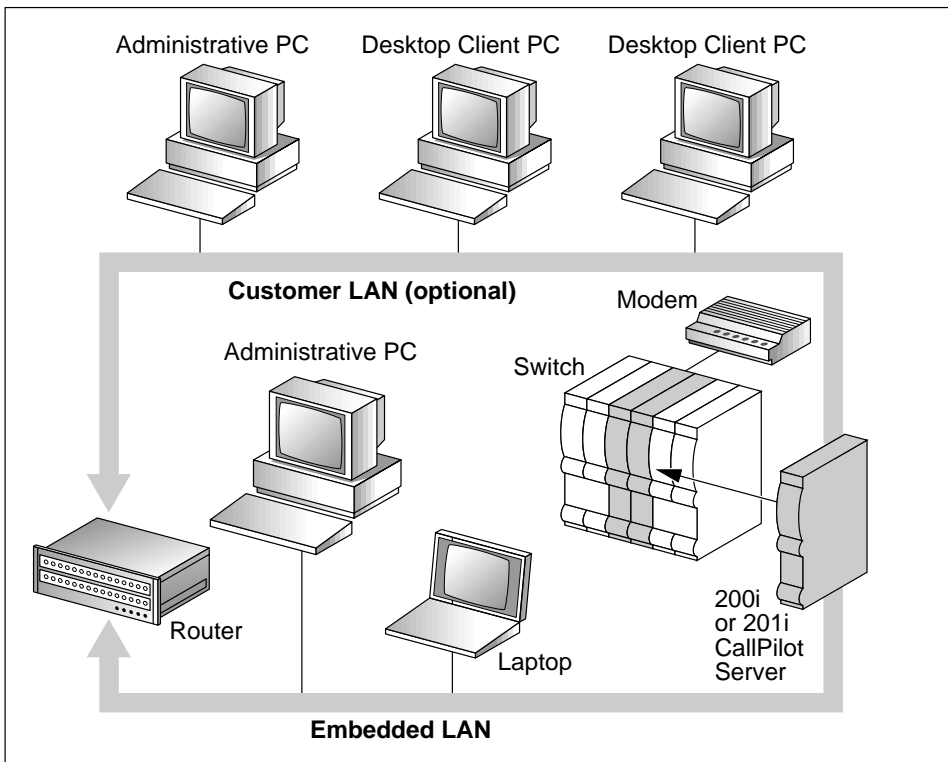 Administrative PC
Desktop Client PC
Desktop Client PC
Customer LAN (optional)
Modem
Administrative PC
Switch
Router
Laptop
200i
or 201i
CallPilot
Server
Embedded LAN